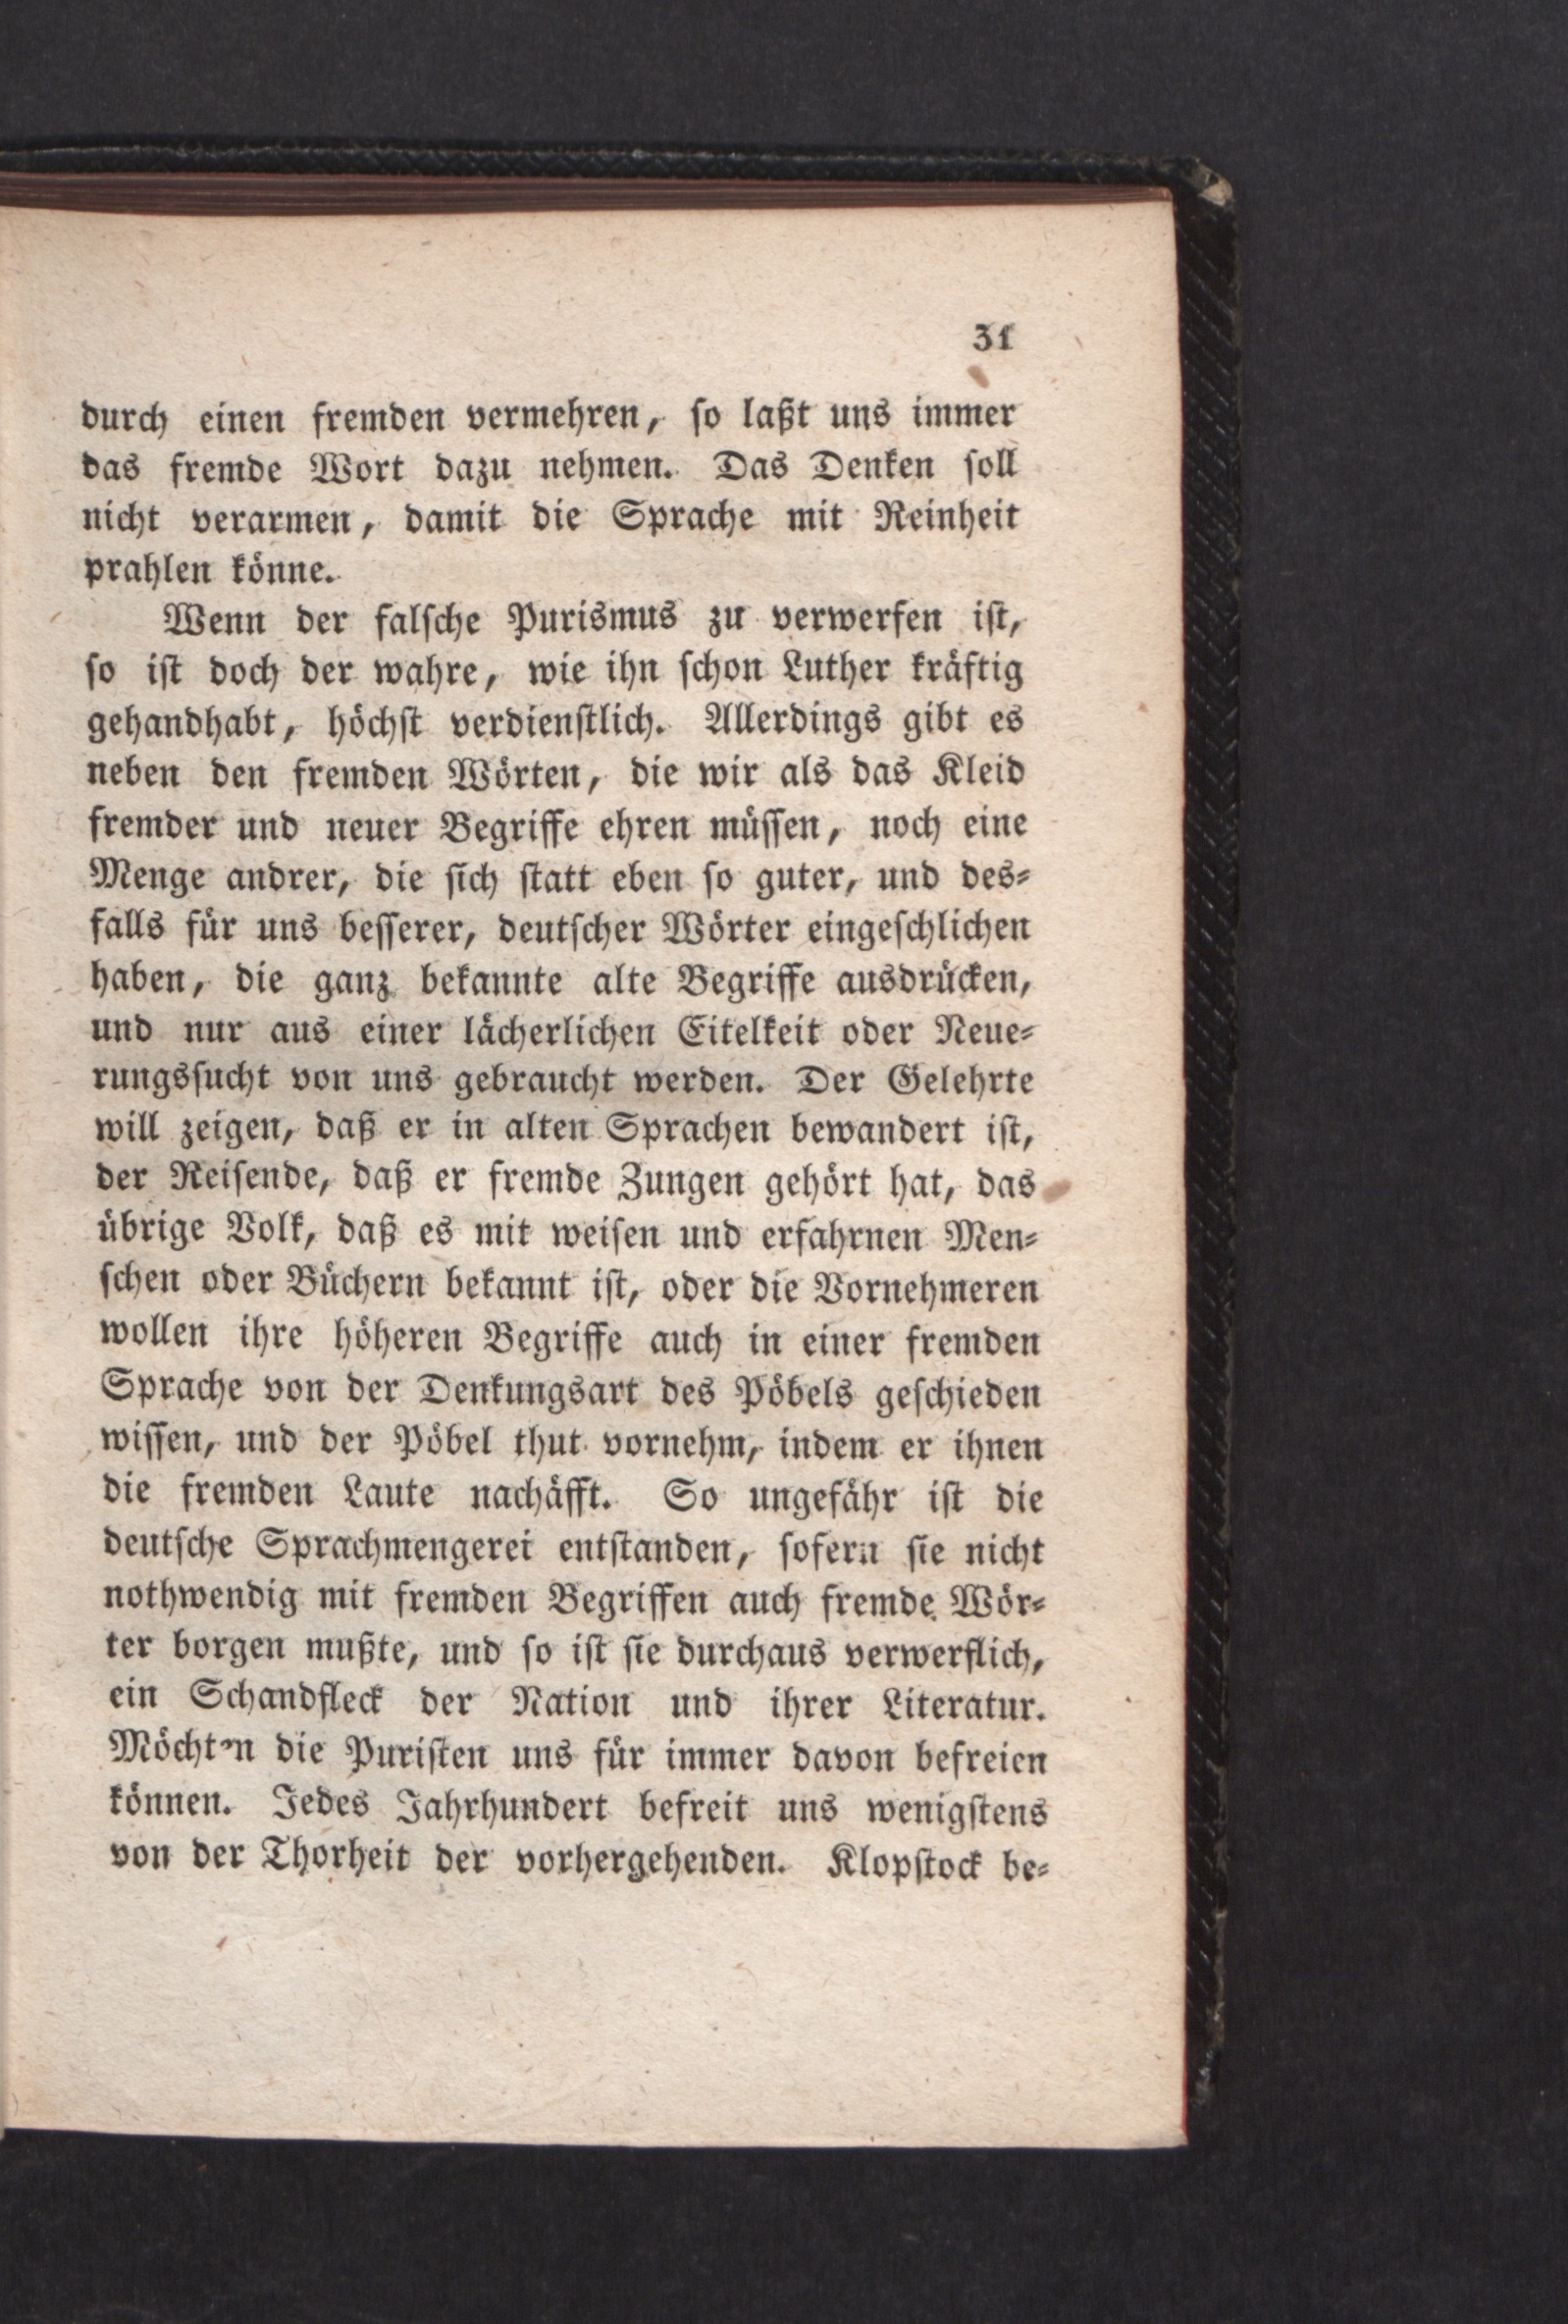 31
durch einen fremden vermehren, so laßt uns immer
das fremde Wort dazu nehmen. Das Denken soll
nicht verarmen, damit die Sprache mit Reinheit
prahlen könne.
Wenn der falsche Purismus zu verwerfen ist,
so ist doch der wahre, wie ihn schon Luther kräftig
gehandhabt, höchst verdienstlich. Allerdings gibt es
neben den fremden Wörten, die wir als das Kleid
fremder und neuer Begriffe ehren müssen, noch eine
Menge andrer, die sich statt eben so guter, und des-
falls für uns besserer, deutscher Wörter eingeschlichen
haben, die ganz bekannte alte Begriffe ausdrücken,
und nur aus einer lächerlichen Eitelkeit oder Neue-
rungssucht von uns gebraucht werden. Der Gelehrte
will zeigen, daß er in alten Sprachen bewandert ist,
der Reisende, daß er fremde Zungen gehört hat, das
übrige Volk, daß es mit weisen und erfahrnen Men-
schen oder Büchern bekannt ist, oder die Vornehmeren
wollen ihre höheren Begriffe auch in einer fremden
Sprache von der Denkungsart des Pöbels geschieden
wissen, und der Pöbel thut vornehm, indem er ihnen
die fremden Laute nachäfft. So ungefähr ist die
deutsche Sprachmengerei entstanden, sofern sie nicht
nothwendig mit fremden Begriffen auch fremde Wör-
ter borgen mußte, und so ist sie durchaus verwerflich,
ein Schandfleck der Nation und ihrer Literatur.
Möchten die Puristen uns für immer davon befreien
können. Jedes Jahrhundert befreit uns wenigstens
von der Thorheit der vorhergehenden. Klopstock be-